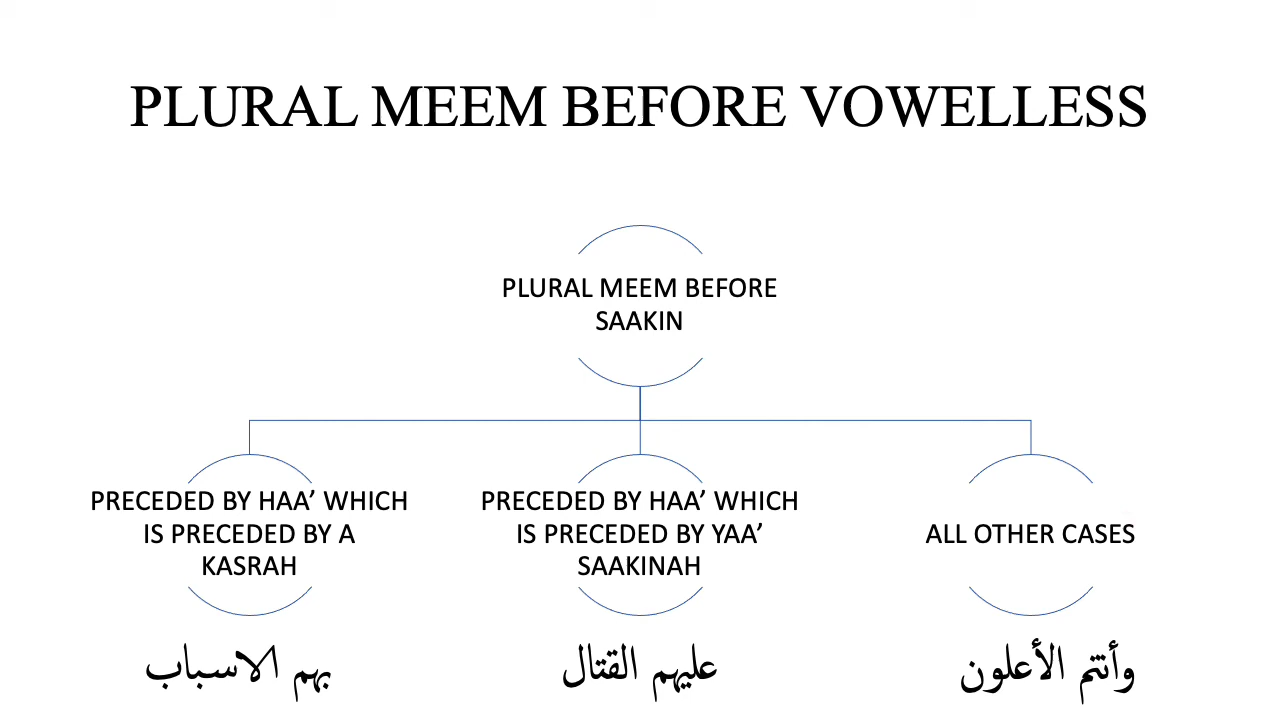 PLURAL MEEM BEFORE VOWELLESS
PLURAL MEEM BEFORE
SAAKIN
PRECEDED BY HAA’ WHICH
IS PRECEDED BY A
KASRAH
PRECEDED BY HAA’ WHICH
IS PRECEDED BY YAA’
SAAKINAH
ALL OTHER CASES
بهم الاسباب
عليهم القتال
وأنتم الأعلون